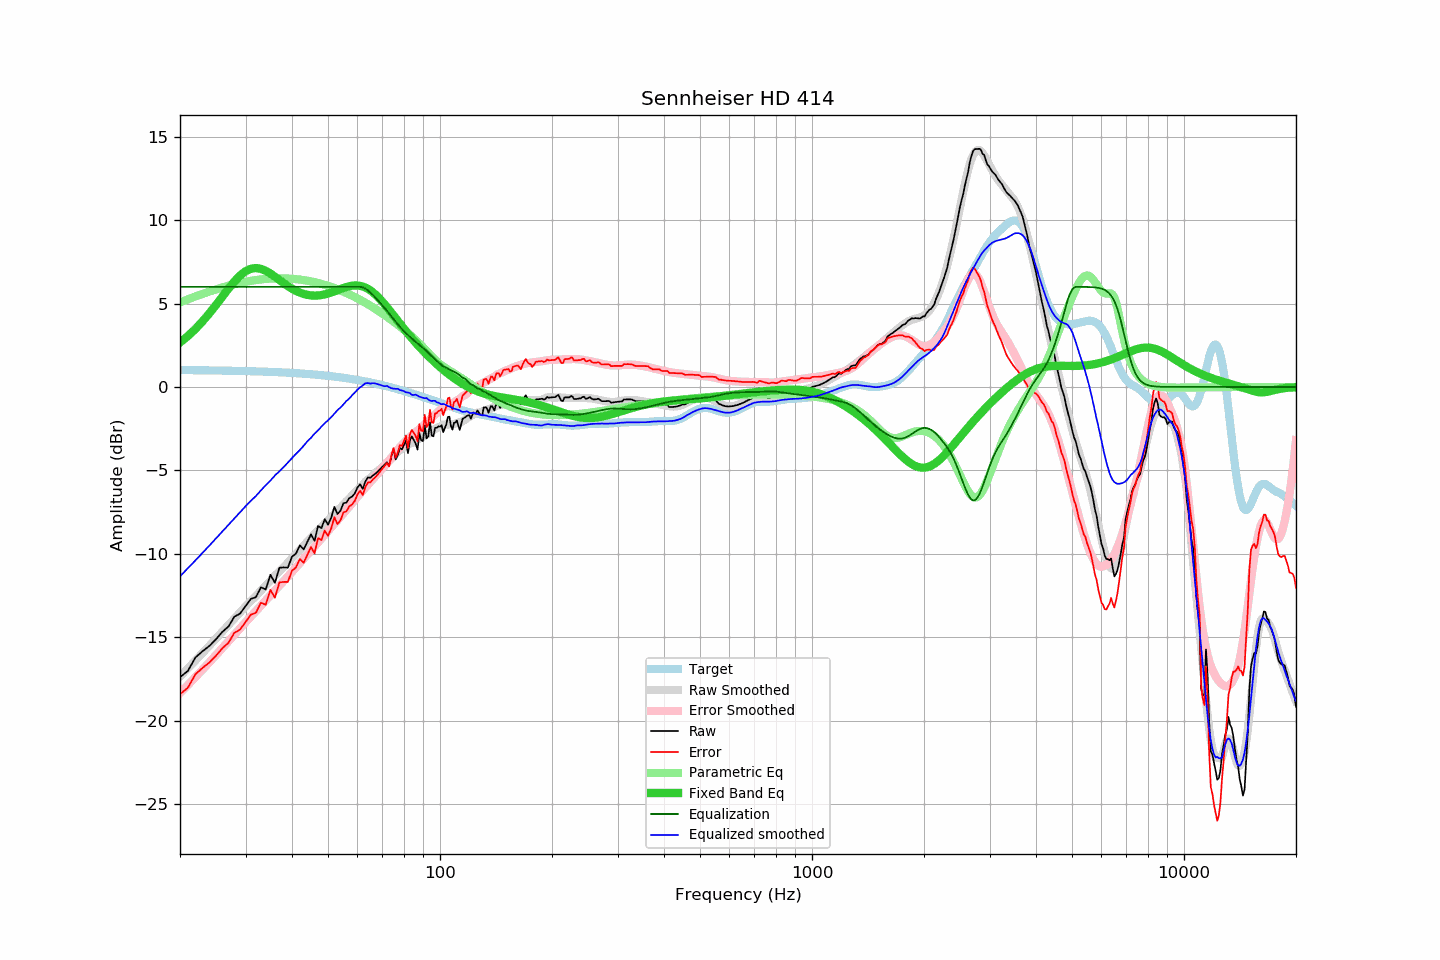 Sennheiser HD 414
15
10
5
0
−5
−10
−15
−20
−25
Amplitude (dBr)
Target
Raw Smoothed
Error Smoothed
Raw
Error
Parametric Eq
Fixed Band Eq
Equalization
Equalized smoothed
100
1000
10000
Frequency (Hz)